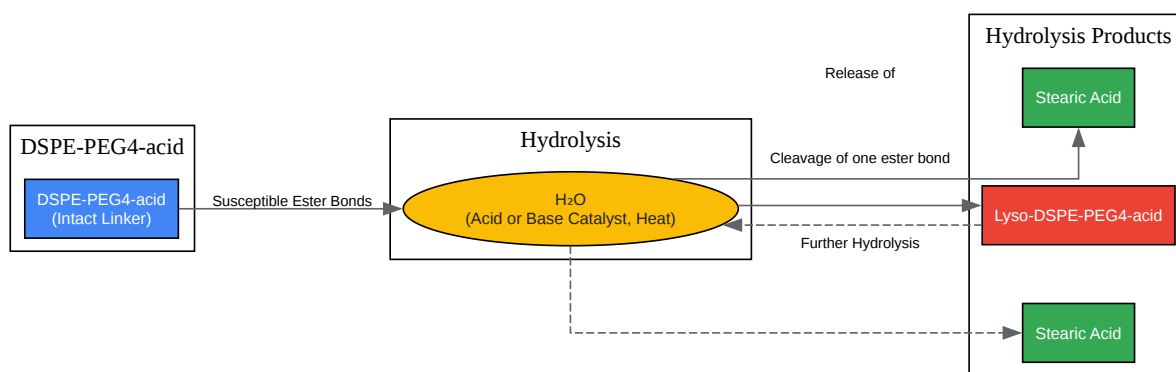 Hydrolysis Products
Release of
Stearic Acid
DSPE-PEG4-acid
Hydrolysis
Cleavage of one ester bond
DSPE-PEG4-acid
(Intact Linker)
Susceptible Ester Bonds
H₂O
(Acid or Base Catalyst, Heat)
Lyso-DSPE-PEG4-acid
Further Hydrolysis
Stearic Acid